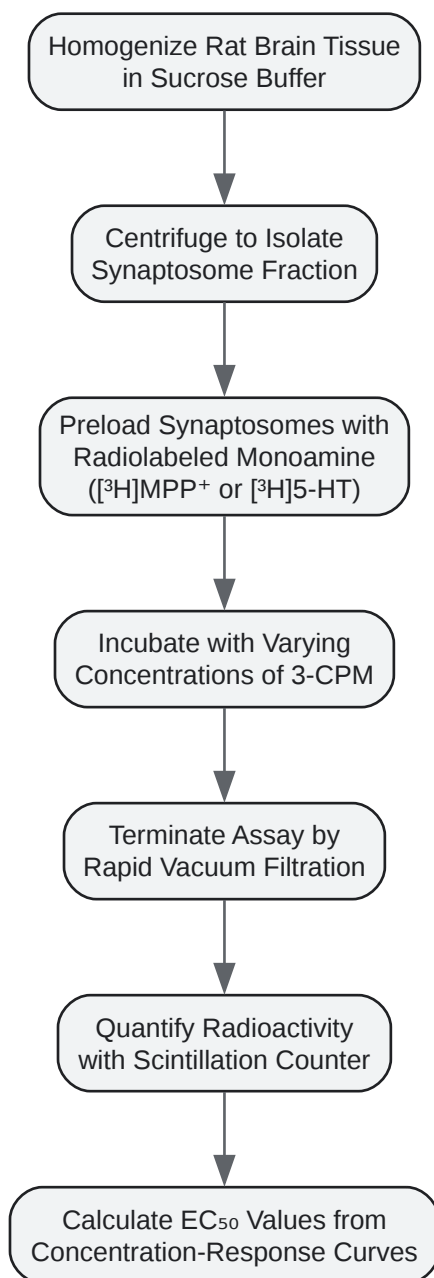 Homogenize Rat Brain Tissue
in Sucrose Buffer
Centrifuge to Isolate
Synaptosome Fraction
Preload Synaptosomes with
Radiolabeled Monoamine
([³H]MPP⁺ or [³H]5-HT)
Incubate with Varying
Concentrations of 3-CPM
Terminate Assay by
Rapid Vacuum Filtration
Quantify Radioactivity
with Scintillation Counter
Calculate EC₅₀ Values from
Concentration-Response Curves